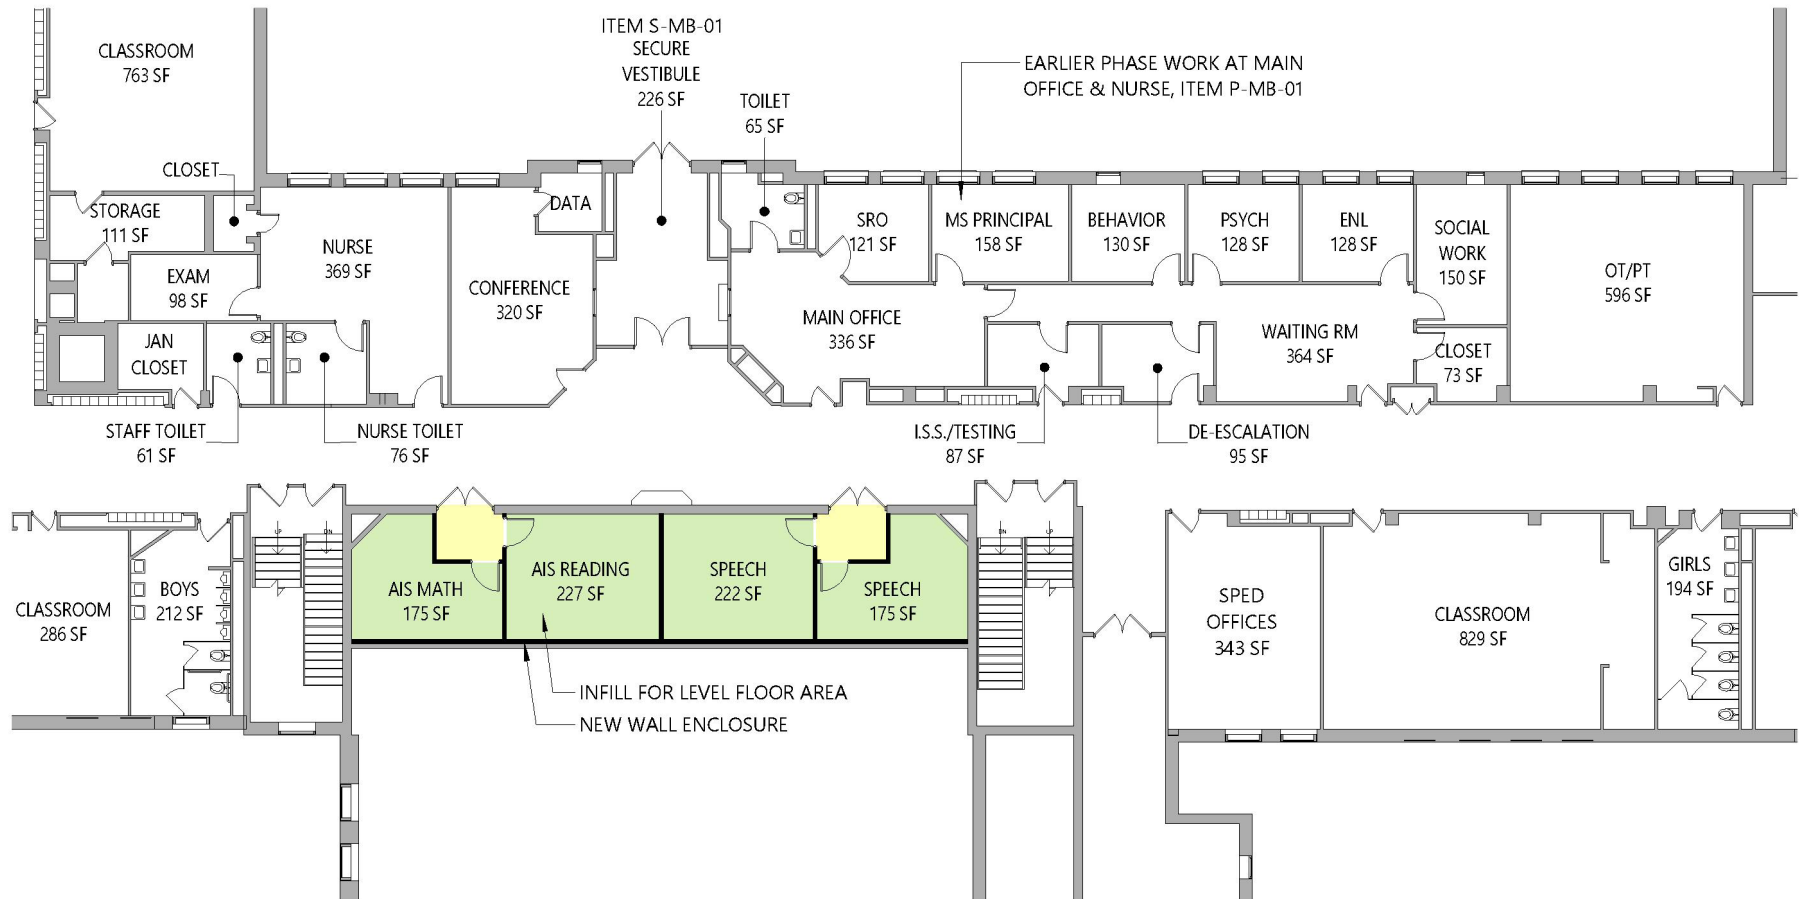 CLASSROOM
763 SF
ITEM S-MB-01
SECURE
VESTIBULE
226 SF
TOILET
65 SF
EARLIER PHASE WORK AT MAIN
OFFICE & NURSE, ITEM P-MB-01
CLOSET
STORAGE
111 SF
EXAM
98 SF
NURSE
369 SF
CONFERENCE
320 SF
DATA
JAN
CLOSET
SRO
121 SF
MS PRINCIPAL
158 SF
BEHAVIOR
130 SF
PSYCH
128 SF
ENL
128 SF
SOCIAL
WORK
150 SF
OT/PT
596 SF
MAIN OFFICE
336 SF
WAITING RM
364 SF
CLOSET
73 SF
STAFF TOILET
61 SF
NURSE TOILET
76 SF
I.S.S./TESTING
87 SF
DE-ESCALATION
95 SF
CLASSROOM
286 SF
BOYS
212 SF
UP
DN
AIS MATH
175 SF
AIS READING
227 SF
SPEECH
222 SF
SPEECH
175 SF
DN
UP
SPED
OFFICES
343 SF
CLASSROOM
829 SF
GIRLS
194 SF
INFILL FOR LEVEL FLOOR AREA
NEW WALL ENCLOSURE